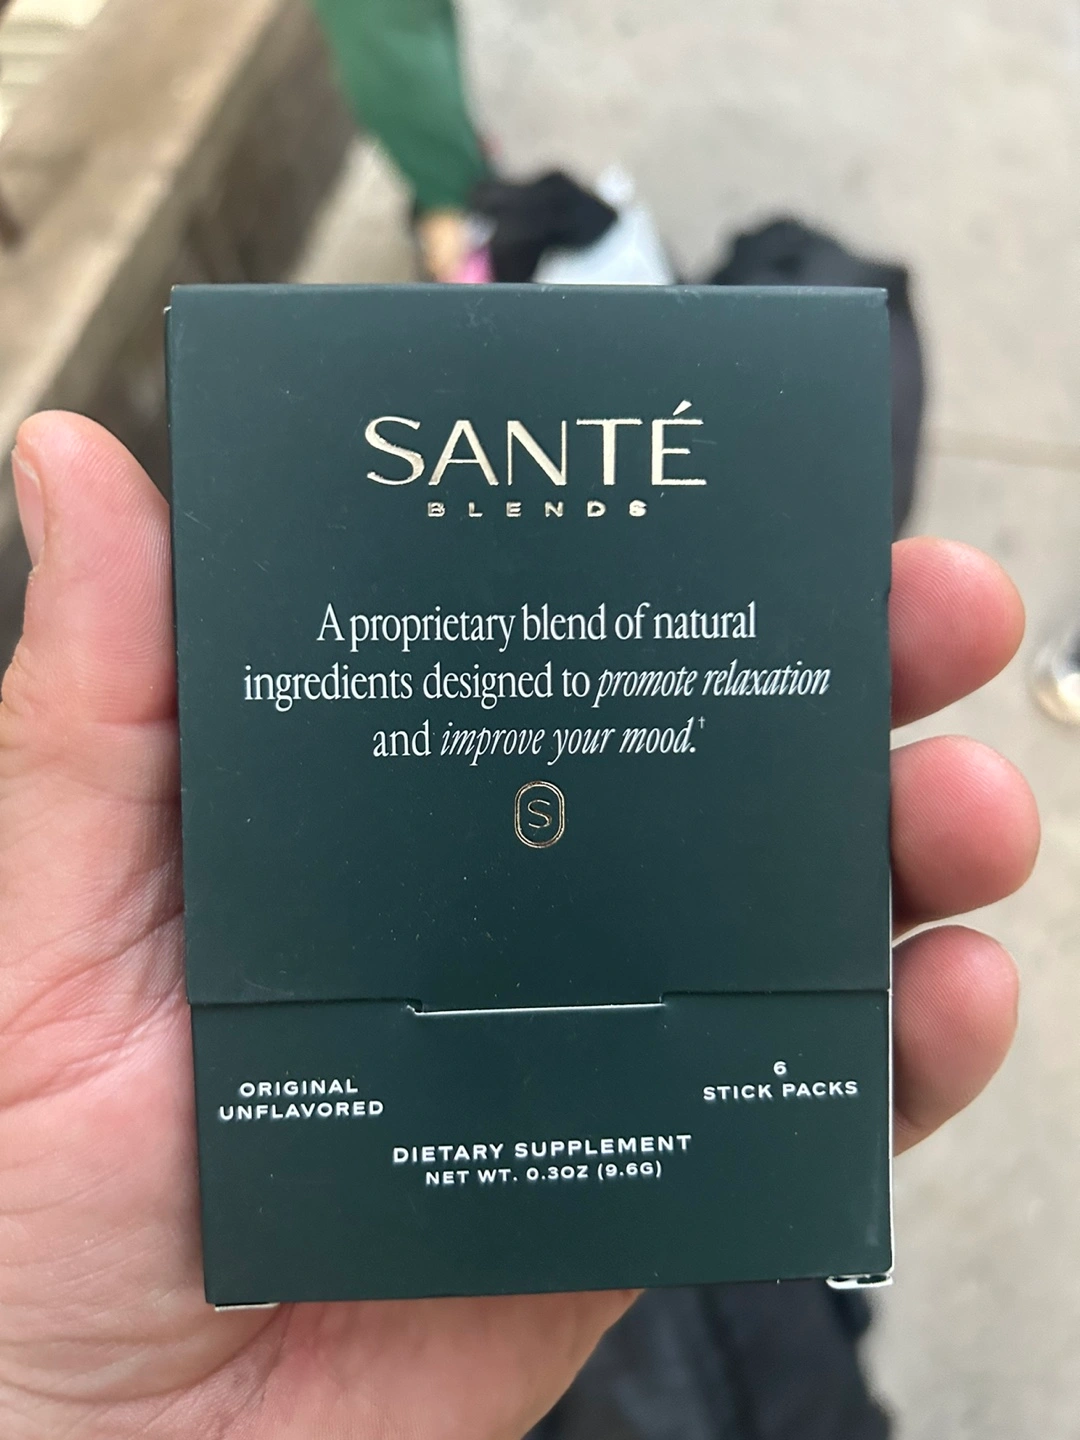 SANTÉ
BLENDS
A proprietary blend of natural
ingredients designed to promote relaxation
and improve your mood.†
S
ORIGINAL
UNFLAVORED
6
STICK PACKS
DIETARY SUPPLEMENT
NET WT. 0.3OZ (9.6G)